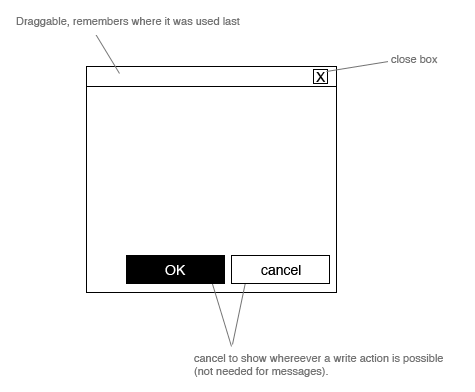 Draggable, remembers where it was used last
close box
X
OK
cancel
cancel to show whereever a write action is possible
(not needed for messages).